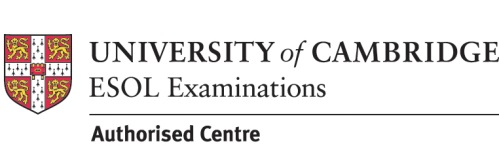 UNIVERSITY of CAMBRIDGE
ESOL Examinations
Authorised Centre